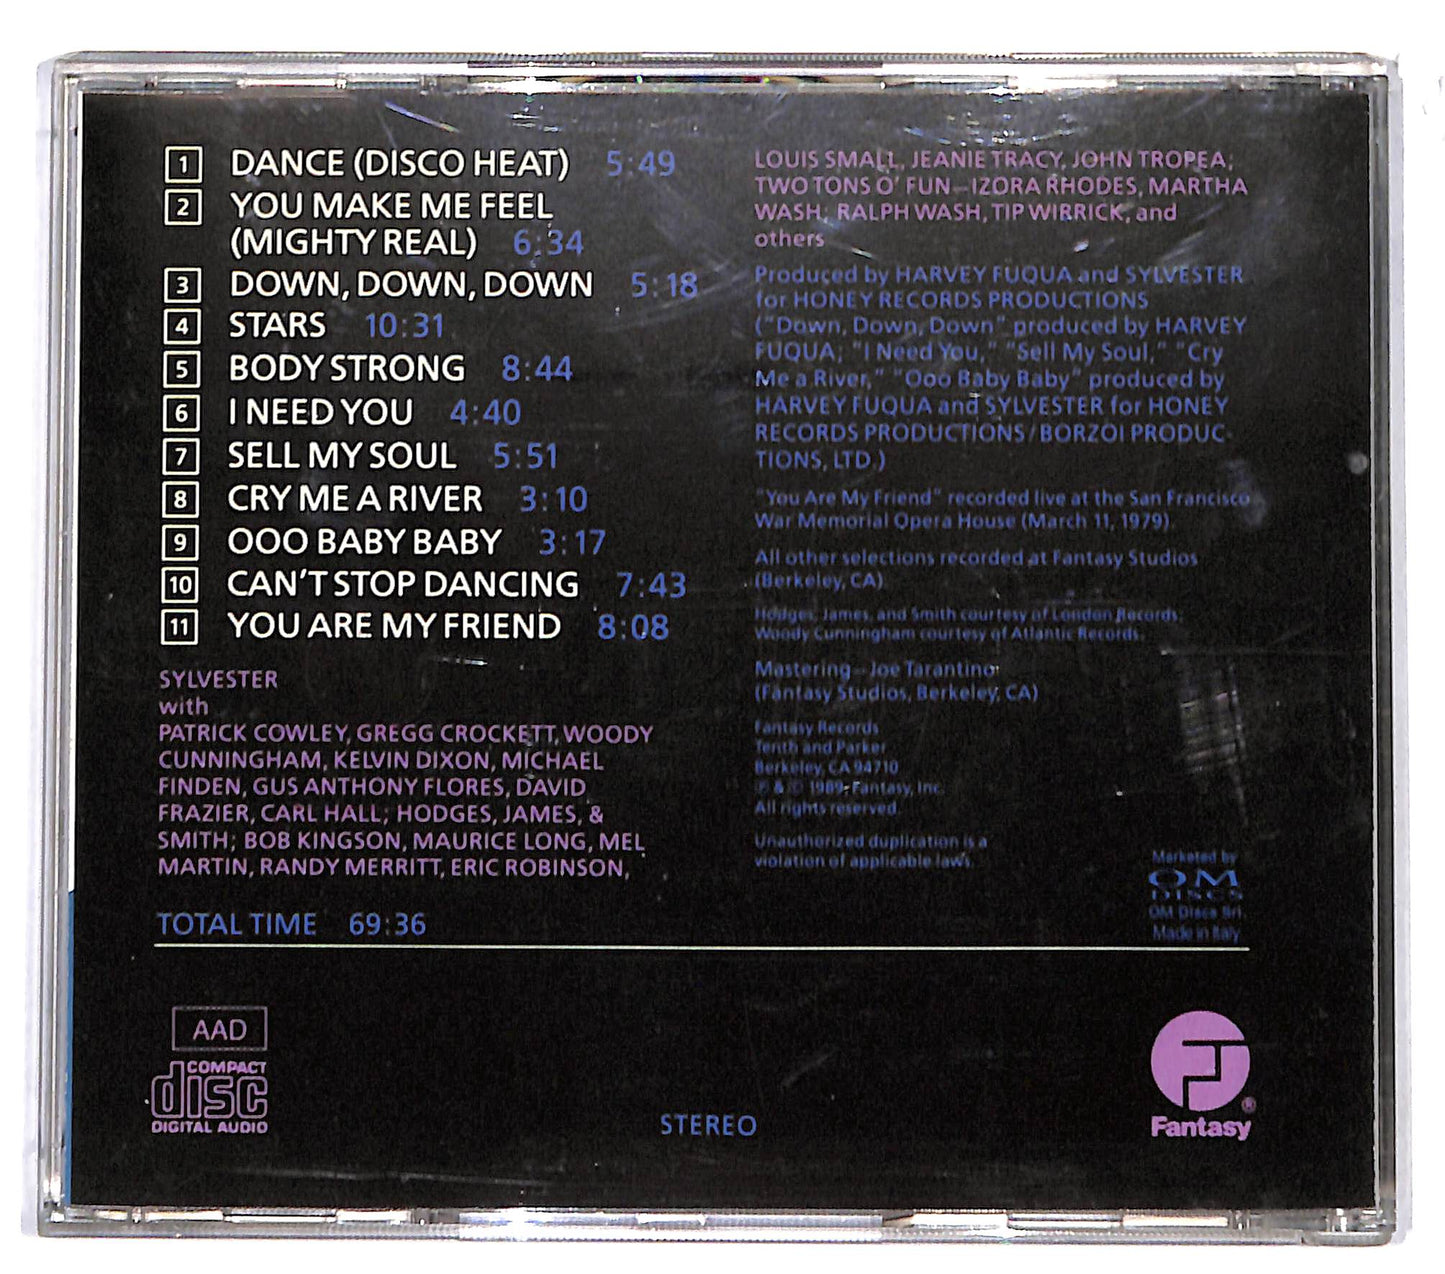 1 DANCE (DISCO HEAT) 5:49
2 YOU MAKE ME FEEL
(MIGHTY REAL) 6:34
3 DOWN, DOWN, DOWN 5:18
4 STARS 10:31
5 BODY STRONG 8:44
6 I NEED YOU 4:40
7 SELL MY SOUL 5:51
8 CRY ME A RIVER 3:10
9 OOO BABY BABY 3:17
10 CAN'T STOP DANCING 7:43
11 YOU ARE MY FRIEND 8:08
SYLVESTER
with
PATRICK COWLEY, GREGG CROCKETT, WOODY
CUNNINGHAM, KELVIN DIXON, MICHAEL
FINDEN, GUS ANTHONY FLORES, DAVID
FRAZIER, CARL HALL; HODGES, JAMES, &
SMITH; BOB KINGSON, MAURICE LONG, MEL
MARTIN, RANDY MERRITT, ERIC ROBINSON,
LOUIS SMALL, JEANIE TRACY, JOHN TROPEA;
TWO TONS O' FUN—IZORA RHODES, MARTHA
WASH; RALPH WASH, TIP WIRRICK, and
others
Produced by HARVEY FUQUA and SYLVESTER
for HONEY RECORDS PRODUCTIONS
("Down, Down, Down" produced by HARVEY
FUQUA; "I Need You," "Sell My Soul," "Cry
Me a River," "Ooo Baby Baby" produced by
HARVEY FUQUA and SYLVESTER for HONEY
RECORDS PRODUCTIONS/BORZOI PRODUC-
TIONS, LTD.)
"You Are My Friend" recorded live at the San Francisco
War Memorial Opera House (March 11, 1979).
All other selections recorded at Fantasy Studios
(Berkeley, CA)
Hodges, James, and Smith courtesy of London Records.
Woody Cunningham courtesy of Atlantic Records.
Mastering—Joe Tarantino
(Fantasy Studios, Berkeley, CA)
Fantasy Records
Tenth and Parker
Berkeley, CA 94710
℗ & © 1989, Fantasy, Inc.
All rights reserved.
Unauthorized duplication is a
violation of applicable laws.
Marketed by
OM
DISCS
OM Discs Srl.
Made in Italy
TOTAL TIME 69:36
AAD
COMPACT
disc
DIGITAL AUDIO
STEREO
F
®
Fantasy